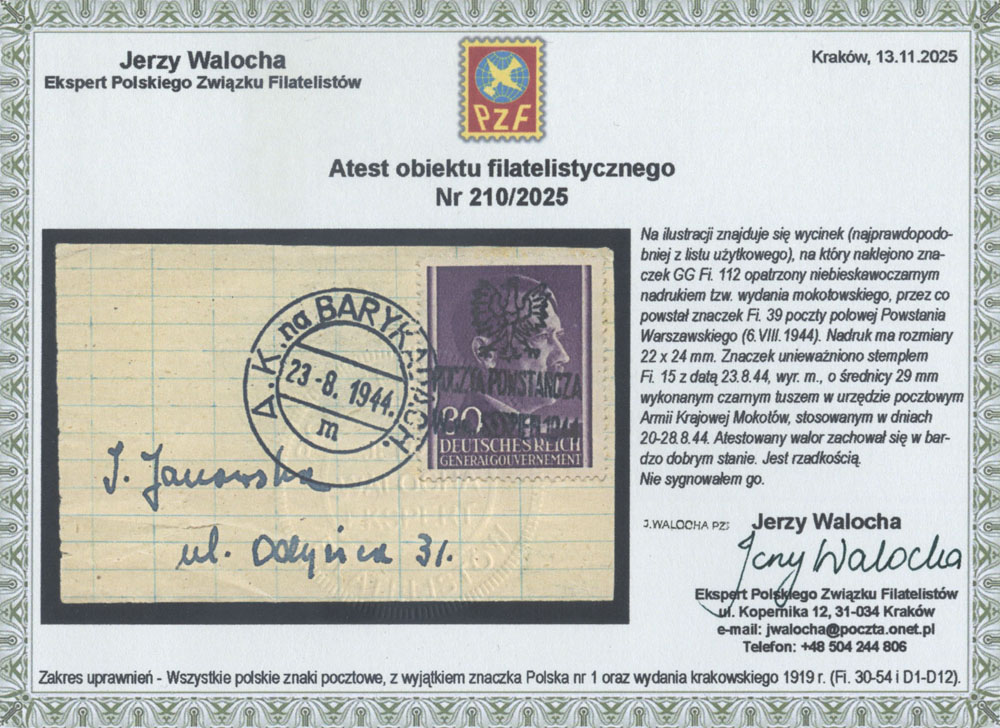 Jerzy Walocha
Ekspert Polskiego Związku Filatelistów
PZF
Kraków, 13.11.2025
Atest obiektu filatelistycznego
Nr 210/2025
A.K. na BARYKADACH.
23-8. 1944.
m
POCZTA POWSTAŃCZA
80
DEUTSCHES REICH
GENERALGOUVERNEMENT
J. Janowska
ul. Odyńca 31.
Na ilustracji znajduje się wycinek (najprawdopodo-
bniej z listu użytkowego), na który naklejono zna-
czek GG Fi. 112 opatrzony niebieskawoczarnym
nadrukiem tzw. wydania mokotowskiego, przez co
powstał znaczek Fi. 39 poczty polowej Powstania
Warszawskiego (6.VIII.1944). Nadruk ma rozmiary
22 x 24 mm. Znaczek unieważniono stemplem
Fi. 15 z datą 23.8.44, wyr. m., o średnicy 29 mm
wykonanym czarnym tuszem w urzędzie pocztowym
Armii Krajowej Mokotów, stosowanym w dniach
20-28.8.44. Atestowany walor zachował się w bar-
dzo dobrym stanie. Jest rzadkością.
Nie sygnowałem go.
J.WALOCHA PZF
Jerzy Walocha
Jerzy Walocha
Ekspert Polskiego Związku Filatelistów
ul. Kopernika 12, 31-034 Kraków
e-mail: jwalocha@poczta.onet.pl
Telefon: +48 504 244 806
Zakres uprawnień - Wszystkie polskie znaki pocztowe, z wyjątkiem znaczka Polska nr 1 oraz wydania krakowskiego 1919 r. (Fi. 30-54 i D1-D12).